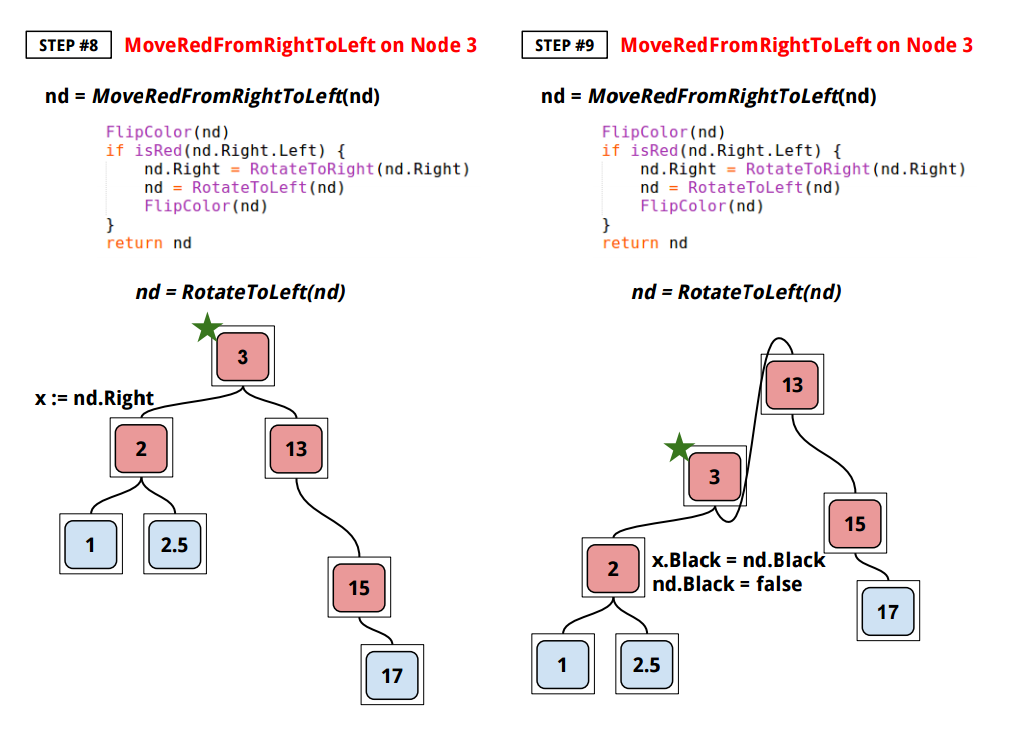 STEP #8
MoveRedFromRightToLeft on Node 3
nd = MoveRedFromRightToLeft(nd)
FlipColor(nd)
if isRed(nd.Right.Left) {
nd.Right = RotateToRight(nd.Right)
nd = RotateToLeft(nd)
FlipColor(nd)
}
return nd
nd = RotateToLeft(nd)
3
x := nd.Right
2
13
1
2.5
15
17
STEP #9
MoveRedFromRightToLeft on Node 3
nd = MoveRedFromRightToLeft(nd)
FlipColor(nd)
if isRed(nd.Right.Left) {
nd.Right = RotateToRight(nd.Right)
nd = RotateToLeft(nd)
FlipColor(nd)
}
return nd
nd = RotateToLeft(nd)
13
3
15
2
x.Black = nd.Black
nd.Black = false
17
1
2.5